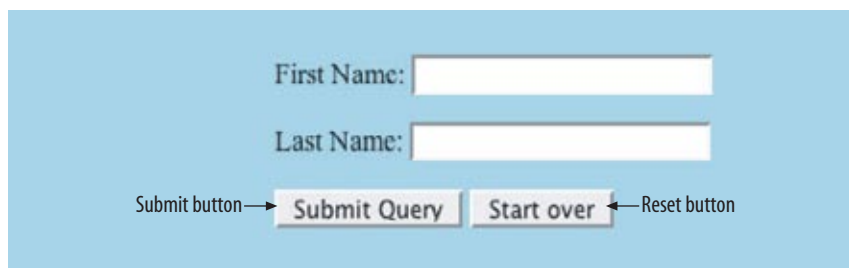 First Name:
Last Name:
Submit button Submit Query Start over Reset button